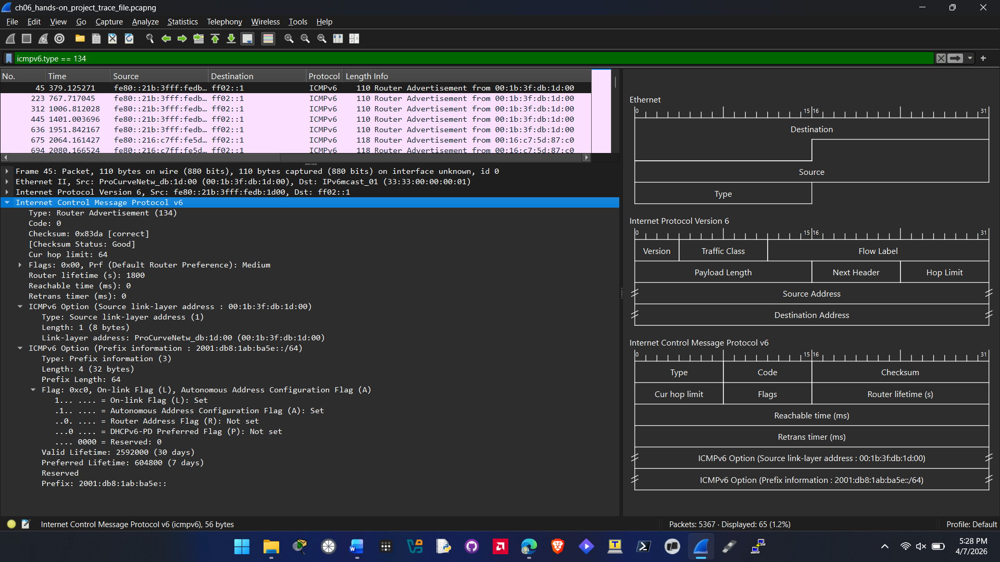 ch06_hands-on_project_trace_file.pcapng
File Edit View Go Capture Analyze Statistics Telephony Wireless Tools Help
icmpv6.type == 134
No. Time Source Destination Protocol Length Info
45 379.125271 fe80::21b:3fff:fedb… ff02::1 ICMPv6 110 Router Advertisement from 00:1b:3f:db:1d:00
223 767.717045 fe80::21b:3fff:fedb… ff02::1 ICMPv6 110 Router Advertisement from 00:1b:3f:db:1d:00
312 1006.812028 fe80::21b:3fff:fedb… ff02::1 ICMPv6 110 Router Advertisement from 00:1b:3f:db:1d:00
445 1401.003696 fe80::21b:3fff:fedb… ff02::1 ICMPv6 110 Router Advertisement from 00:1b:3f:db:1d:00
636 1951.842167 fe80::21b:3fff:fedb… ff02::1 ICMPv6 110 Router Advertisement from 00:1b:3f:db:1d:00
675 2064.161427 fe80::216:c7ff:fe5d… ff02::1 ICMPv6 118 Router Advertisement from 00:16:c7:5d:87:c0
694 2080.166524 fe80::216:c7ff:fe5d… ff02::1 ICMPv6 118 Router Advertisement from 00:16:c7:5d:87:c0
Frame 45: Packet, 110 bytes on wire (880 bits), 110 bytes captured (880 bits) on interface unknown, id 0
Ethernet II, Src: ProCurveNetw_db:1d:00 (00:1b:3f:db:1d:00), Dst: IPv6mcast_01 (33:33:00:00:00:01)
Internet Protocol Version 6, Src: fe80::21b:3fff:fedb:1d00, Dst: ff02::1
Internet Control Message Protocol v6
Type: Router Advertisement (134)
Code: 0
Checksum: 0x83da [correct]
[Checksum Status: Good]
Cur hop limit: 64
Flags: 0x00, Prf (Default Router Preference): Medium
Router lifetime (s): 1800
Reachable time (ms): 0
Retrans timer (ms): 0
ICMPv6 Option (Source link-layer address : 00:1b:3f:db:1d:00)
Type: Source link-layer address (1)
Length: 1 (8 bytes)
Link-layer address: ProCurveNetw_db:1d:00 (00:1b:3f:db:1d:00)
ICMPv6 Option (Prefix information : 2001:db8:1ab:ba5e::/64)
Type: Prefix information (3)
Length: 4 (32 bytes)
Prefix Length: 64
Flag: 0xc0, On-link Flag (L), Autonomous Address Configuration Flag (A)
1... .... = On-link Flag (L): Set
.1.. .... = Autonomous Address Configuration Flag (A): Set
..0. .... = Router Address Flag (R): Not set
...0 .... = DHCPv6-PD Preferred Flag (P): Not set
.... 0000 = Reserved: 0
Valid Lifetime: 2592000 (30 days)
Preferred Lifetime: 604800 (7 days)
Reserved
Prefix: 2001:db8:1ab:ba5e::
Ethernet
0 15 16 31
Destination
Source
Type
Internet Protocol Version 6
0 15 16 31
Version Traffic Class Flow Label
Payload Length Next Header Hop Limit
Source Address
Destination Address
Internet Control Message Protocol v6
0 15 16 31
Type Code Checksum
Cur hop limit Flags Router lifetime (s)
Reachable time (ms)
Retrans timer (ms)
ICMPv6 Option (Source link-layer address : 00:1b:3f:db:1d:00)
ICMPv6 Option (Prefix information : 2001:db8:1ab:ba5e::/64)
Internet Control Message Protocol v6 (icmpv6), 56 bytes
Packets: 5367 · Displayed: 65 (1.2%)
Profile: Default
5:28 PM
4/7/2026